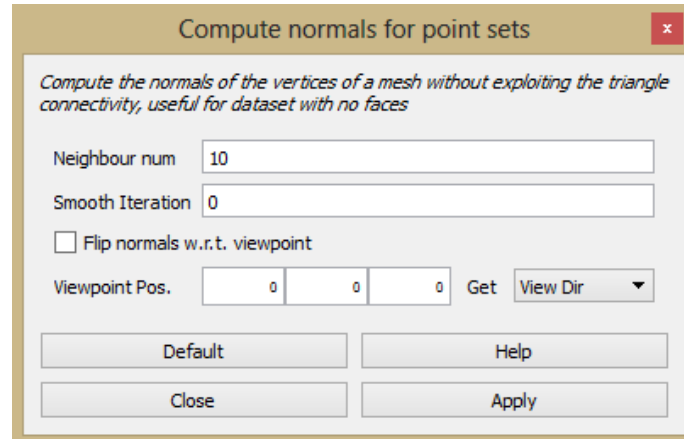 Compute normals for point sets
x
Compute the normals of the vertices of a mesh without exploiting the triangle
connectivity, useful for dataset with no faces
Neighbour num 10
Smooth Iteration 0
Flip normals w.r.t. viewpoint
Viewpoint Pos. 0 0 0 Get View Dir
Default Help
Close Apply